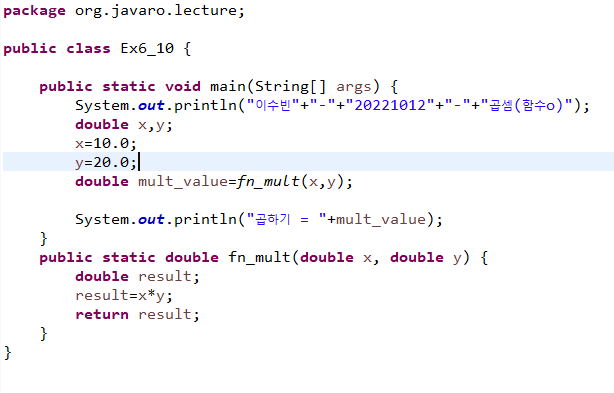 package org.javaro.lecture;
public class Ex6_10 {
public static void main(String[] args) {
System.out.println("이수빈"+"-"+"20221012"+"-"+"곱셈(함수o)");
double x,y;
x=10.0;
y=20.0;
double mult_value=fn_mult(x,y);
System.out.println("곱하기 = "+mult_value);
}
public static double fn_mult(double x, double y) {
double result;
result=x*y;
return result;
}
}